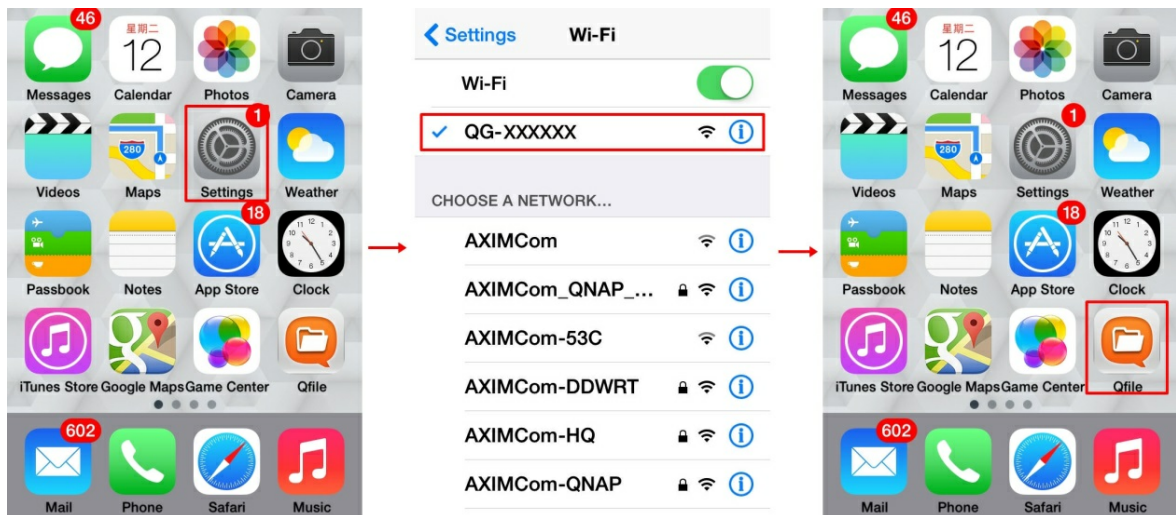 46
星期二
12
Messages Calendar Photos Camera
1
280
Videos Maps Settings Weather
18
Passbook Notes App Store Clock
iTunes Store Google Maps Game Center Qfile
602
Mail Phone Safari Music
Settings Wi-Fi
Wi-Fi
QG-XXXXXX
CHOOSE A NETWORK...
AXIMCom
AXIMCom_QNAP_...
AXIMCom-53C
AXIMCom-DDWRT
AXIMCom-HQ
AXIMCom-QNAP
46
星期二
12
Messages Calendar Photos Camera
1
280
Videos Maps Settings Weather
18
Passbook Notes App Store Clock
iTunes Store Google Maps Game Center Qfile
602
Mail Phone Safari Music